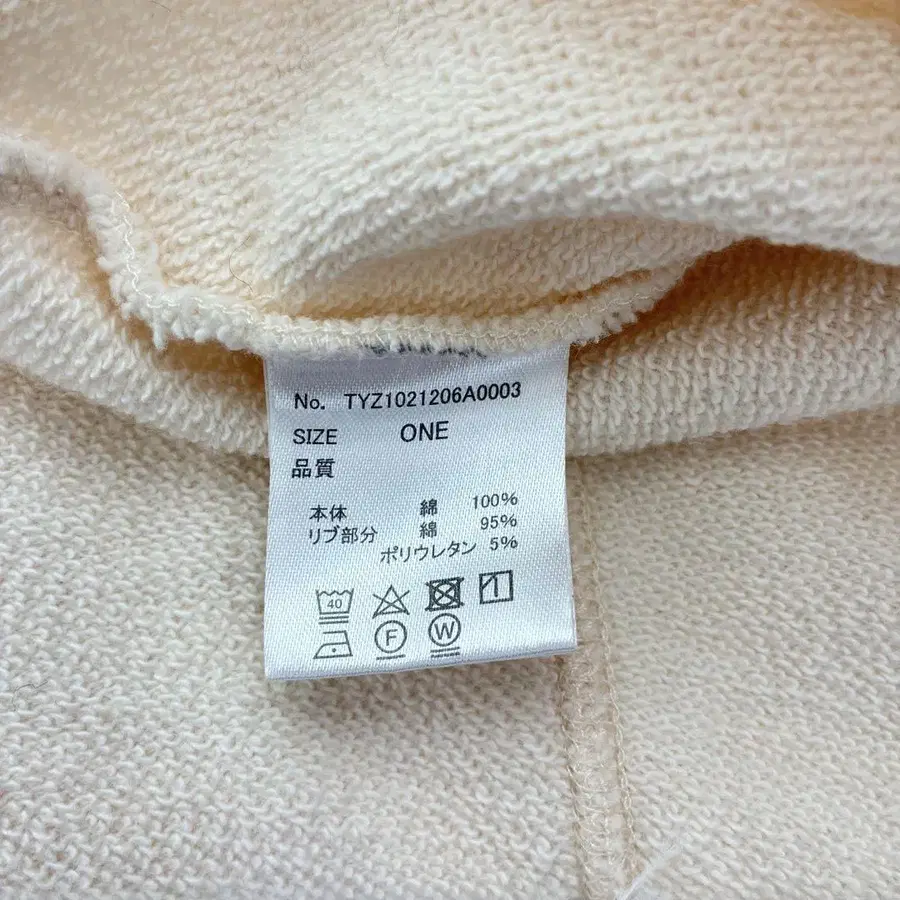 No. TYZ1021206A0003
SIZE ONE
品質
本体 綿 100%
リブ部分 綿 95%
ポリウレタン 5%
40
F W